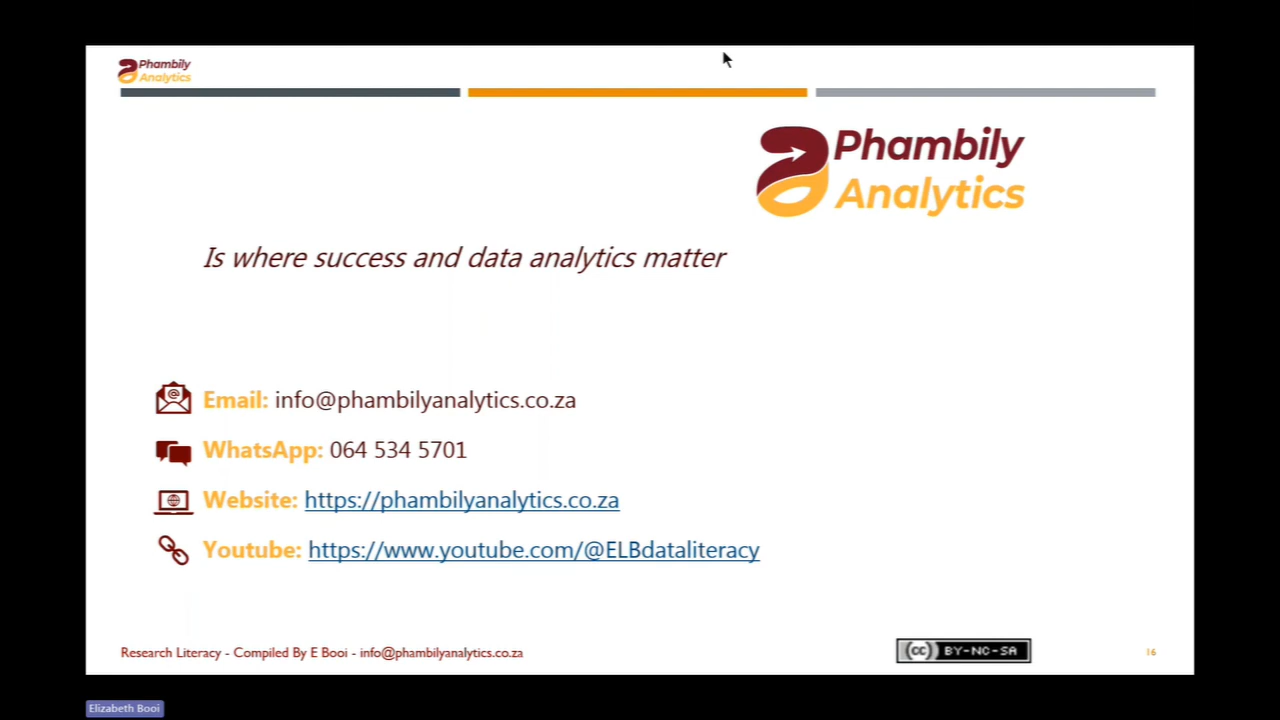 Phambily
Analytics
Phambily
Analytics
Is where success and data analytics matter
Email: info@phambilyanalytics.co.za
WhatsApp: 064 534 5701
Website: https://phambilyanalytics.co.za
Youtube: https://www.youtube.com/@ELBdataliteracy
Research Literacy - Compiled By E Booi - info@phambilyanalytics.co.za
cc BY-NC-SA
16
Elizabeth Booi